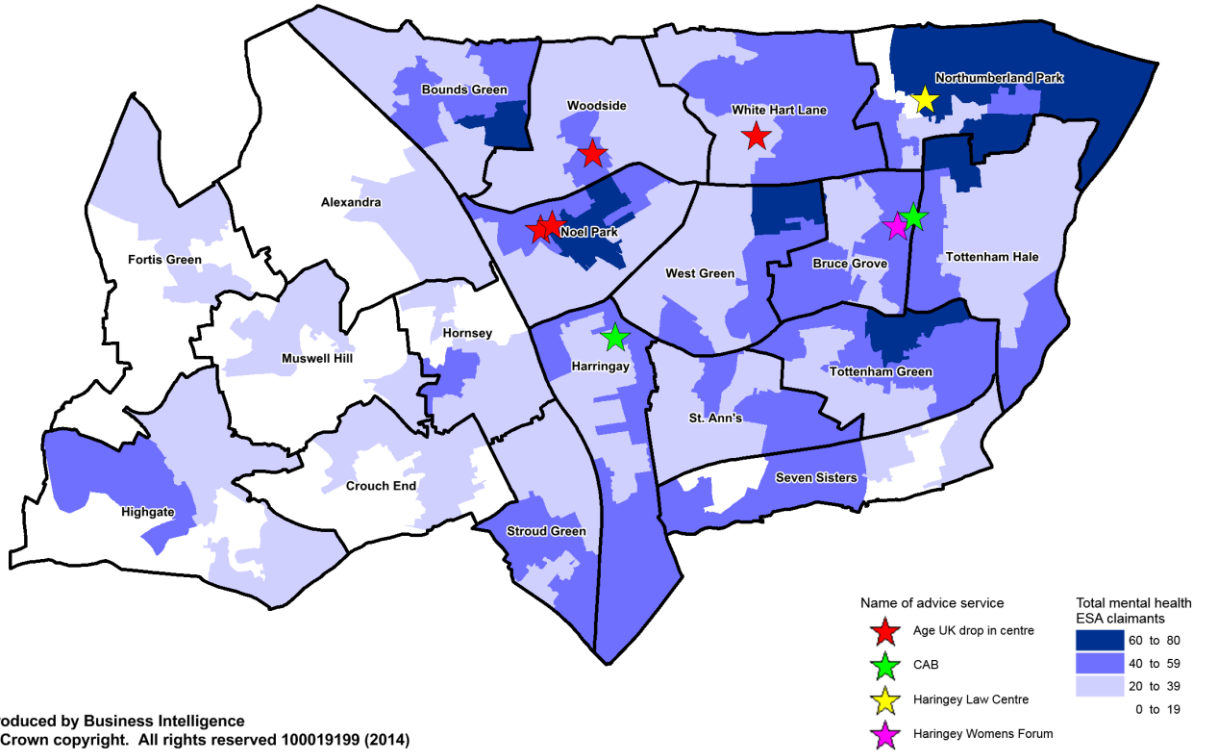 Northumberland Park
Bounds Green
Woodside
White Hart Lane
Alexandra
Noel Park
Fortis Green
West Green
Bruce Grove
Tottenham Hale
Hornsey
Muswell Hill
Harringay
Tottenham Green
St. Ann's
Crouch End
Seven Sisters
Highgate
Stroud Green
Name of advice service
Age UK drop in centre
CAB
Haringey Law Centre
Haringey Womens Forum
Total mental health
ESA claimants
60 to 80
40 to 59
20 to 39
0 to 19
roduced by Business Intelligence
Crown copyright. All rights reserved 100019199 (2014)